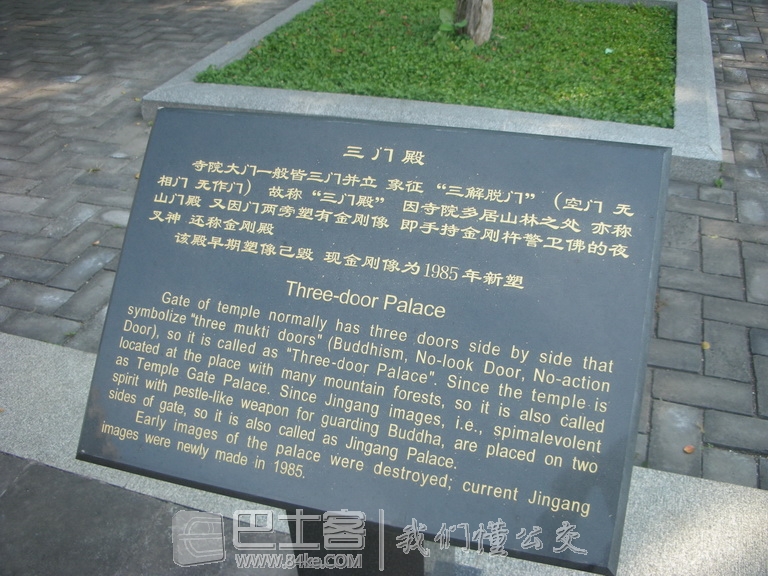 三门殿
寺院大门一般皆三门并立 象征 “三解脱门” （空门 无
相门 无作门） 故称 “三门殿” 因寺院多居山林之处 亦称
山门殿 又因门两旁塑有金刚像 即手持金刚杵警卫佛的夜
叉神 还称金刚殿
该殿早期塑像已毁 现金刚像为1985年新塑
Three-door Palace
Gate of temple normally has three doors side by side that
symbolize "three mukti doors" (Buddhism, No-look Door, No-action
Door), so it is called as "Three-door Palace". Since the temple is
located at the place with many mountain forests, so it is also called
as Temple Gate Palace. Since Jingang images, i.e., spimalevolent
spirit with pestle-like weapon for guarding Buddha, are placed on two
sides of gate, so it is also called as Jingang Palace.
Early images of the palace were destroyed; current Jingang
images were newly made in 1985.
巴士客 我们懂公交
www.84ke.com